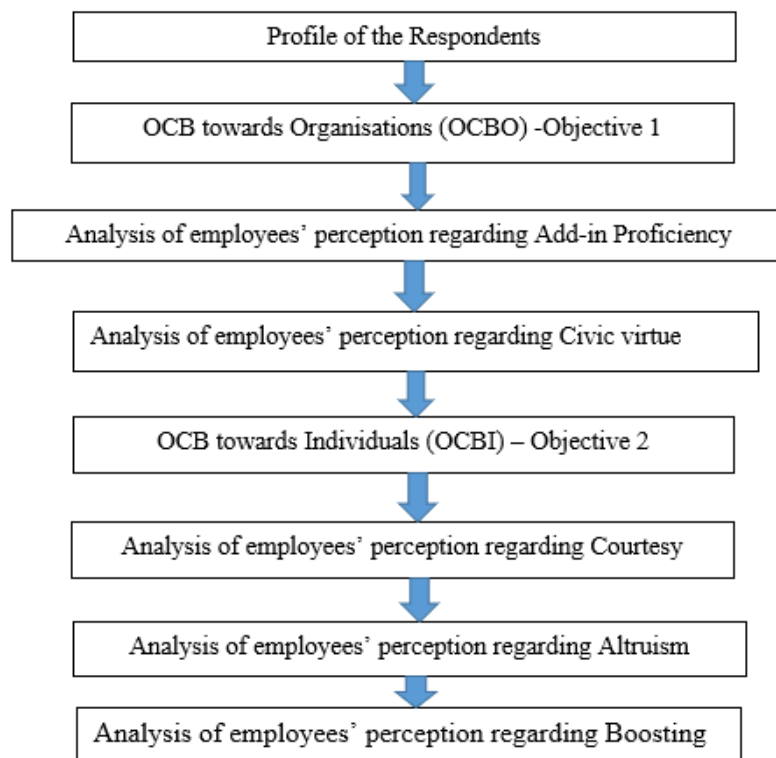 Profile of the Respondents
OCB towards Organisations (OCBO) -Objective 1
Analysis of employees’ perception regarding Add-in Proficiency
Analysis of employees’ perception regarding Civic virtue
OCB towards Individuals (OCBI) – Objective 2
Analysis of employees’ perception regarding Courtesy
Analysis of employees’ perception regarding Altruism
Analysis of employees’ perception regarding Boosting